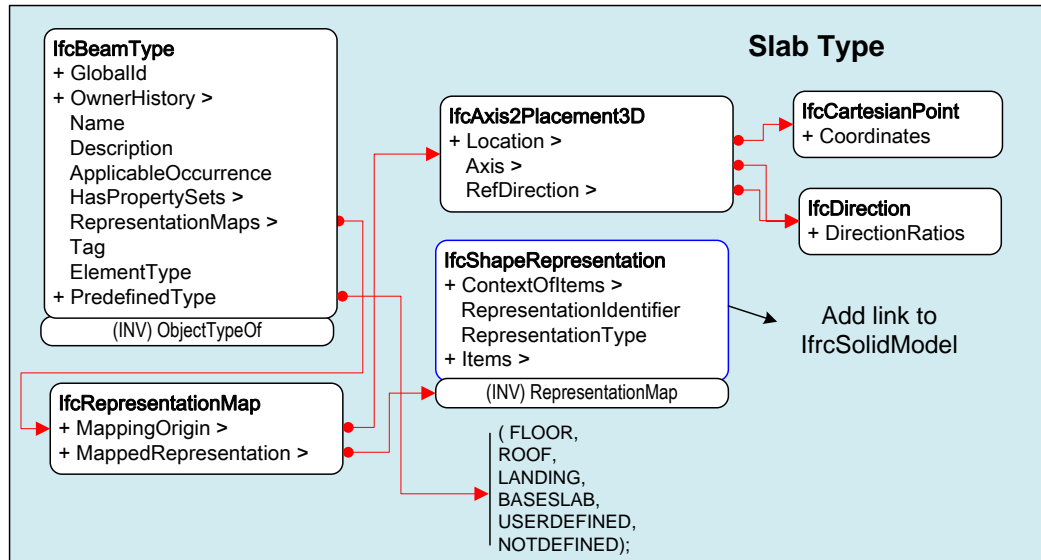 Slab Type
IfcBeamType
+ GlobalId
+ OwnerHistory >
Name
Description
ApplicableOccurrence
HasPropertySets >
RepresentationMaps >
Tag
ElementType
+ PredefinedType
(INV) ObjectTypeOf
IfcRepresentationMap
+ MappingOrigin >
+ MappedRepresentation >
IfcAxis2Placement3D
+ Location >
Axis >
RefDirection >
IfcShapeRepresentation
+ ContextOfItems >
RepresentationIdentifier
RepresentationType
+ Items >
(INV) RepresentationMap
( FLOOR,
ROOF,
LANDING,
BASESLAB,
USERDEFINED,
NOTDEFINED);
IfcCartesianPoint
+ Coordinates
IfcDirection
+ DirectionRatios
Add link to
IfrcSolidModel